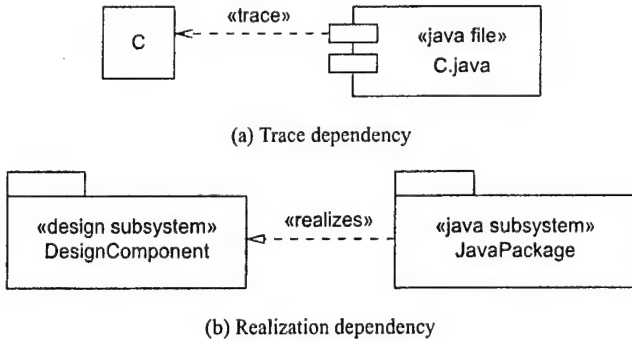 «trace»
C
«java file»
C.java
(a) Trace dependency
«design subsystem»
DesignComponent
«realizes»
«java subsystem»
JavaPackage
(b) Realization dependency